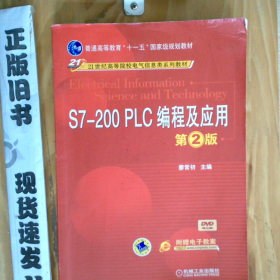 普通高等教育“十一五”国家级规划教材
21世纪高等院校电气信息类系列教材
Electrical Information
Science and Technology
S7-200 PLC 编程及应用
第2版
廖常初 主编
DVD
附赠电子教案
机械工业出版社
正版旧书
现货速发